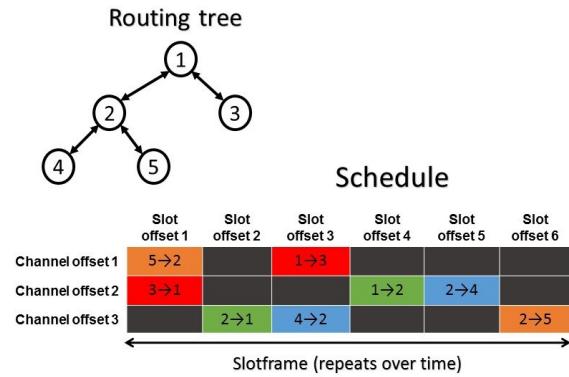 Routing tree
1
2
3
4
5
Schedule
Slot offset 1 Slot offset 2 Slot offset 3 Slot offset 4 Slot offset 5 Slot offset 6
Channel offset 1 5→2 1→3
Channel offset 2 3→1 1→2 2→4
Channel offset 3 2→1 4→2 2→5
Slotframe (repeats over time)